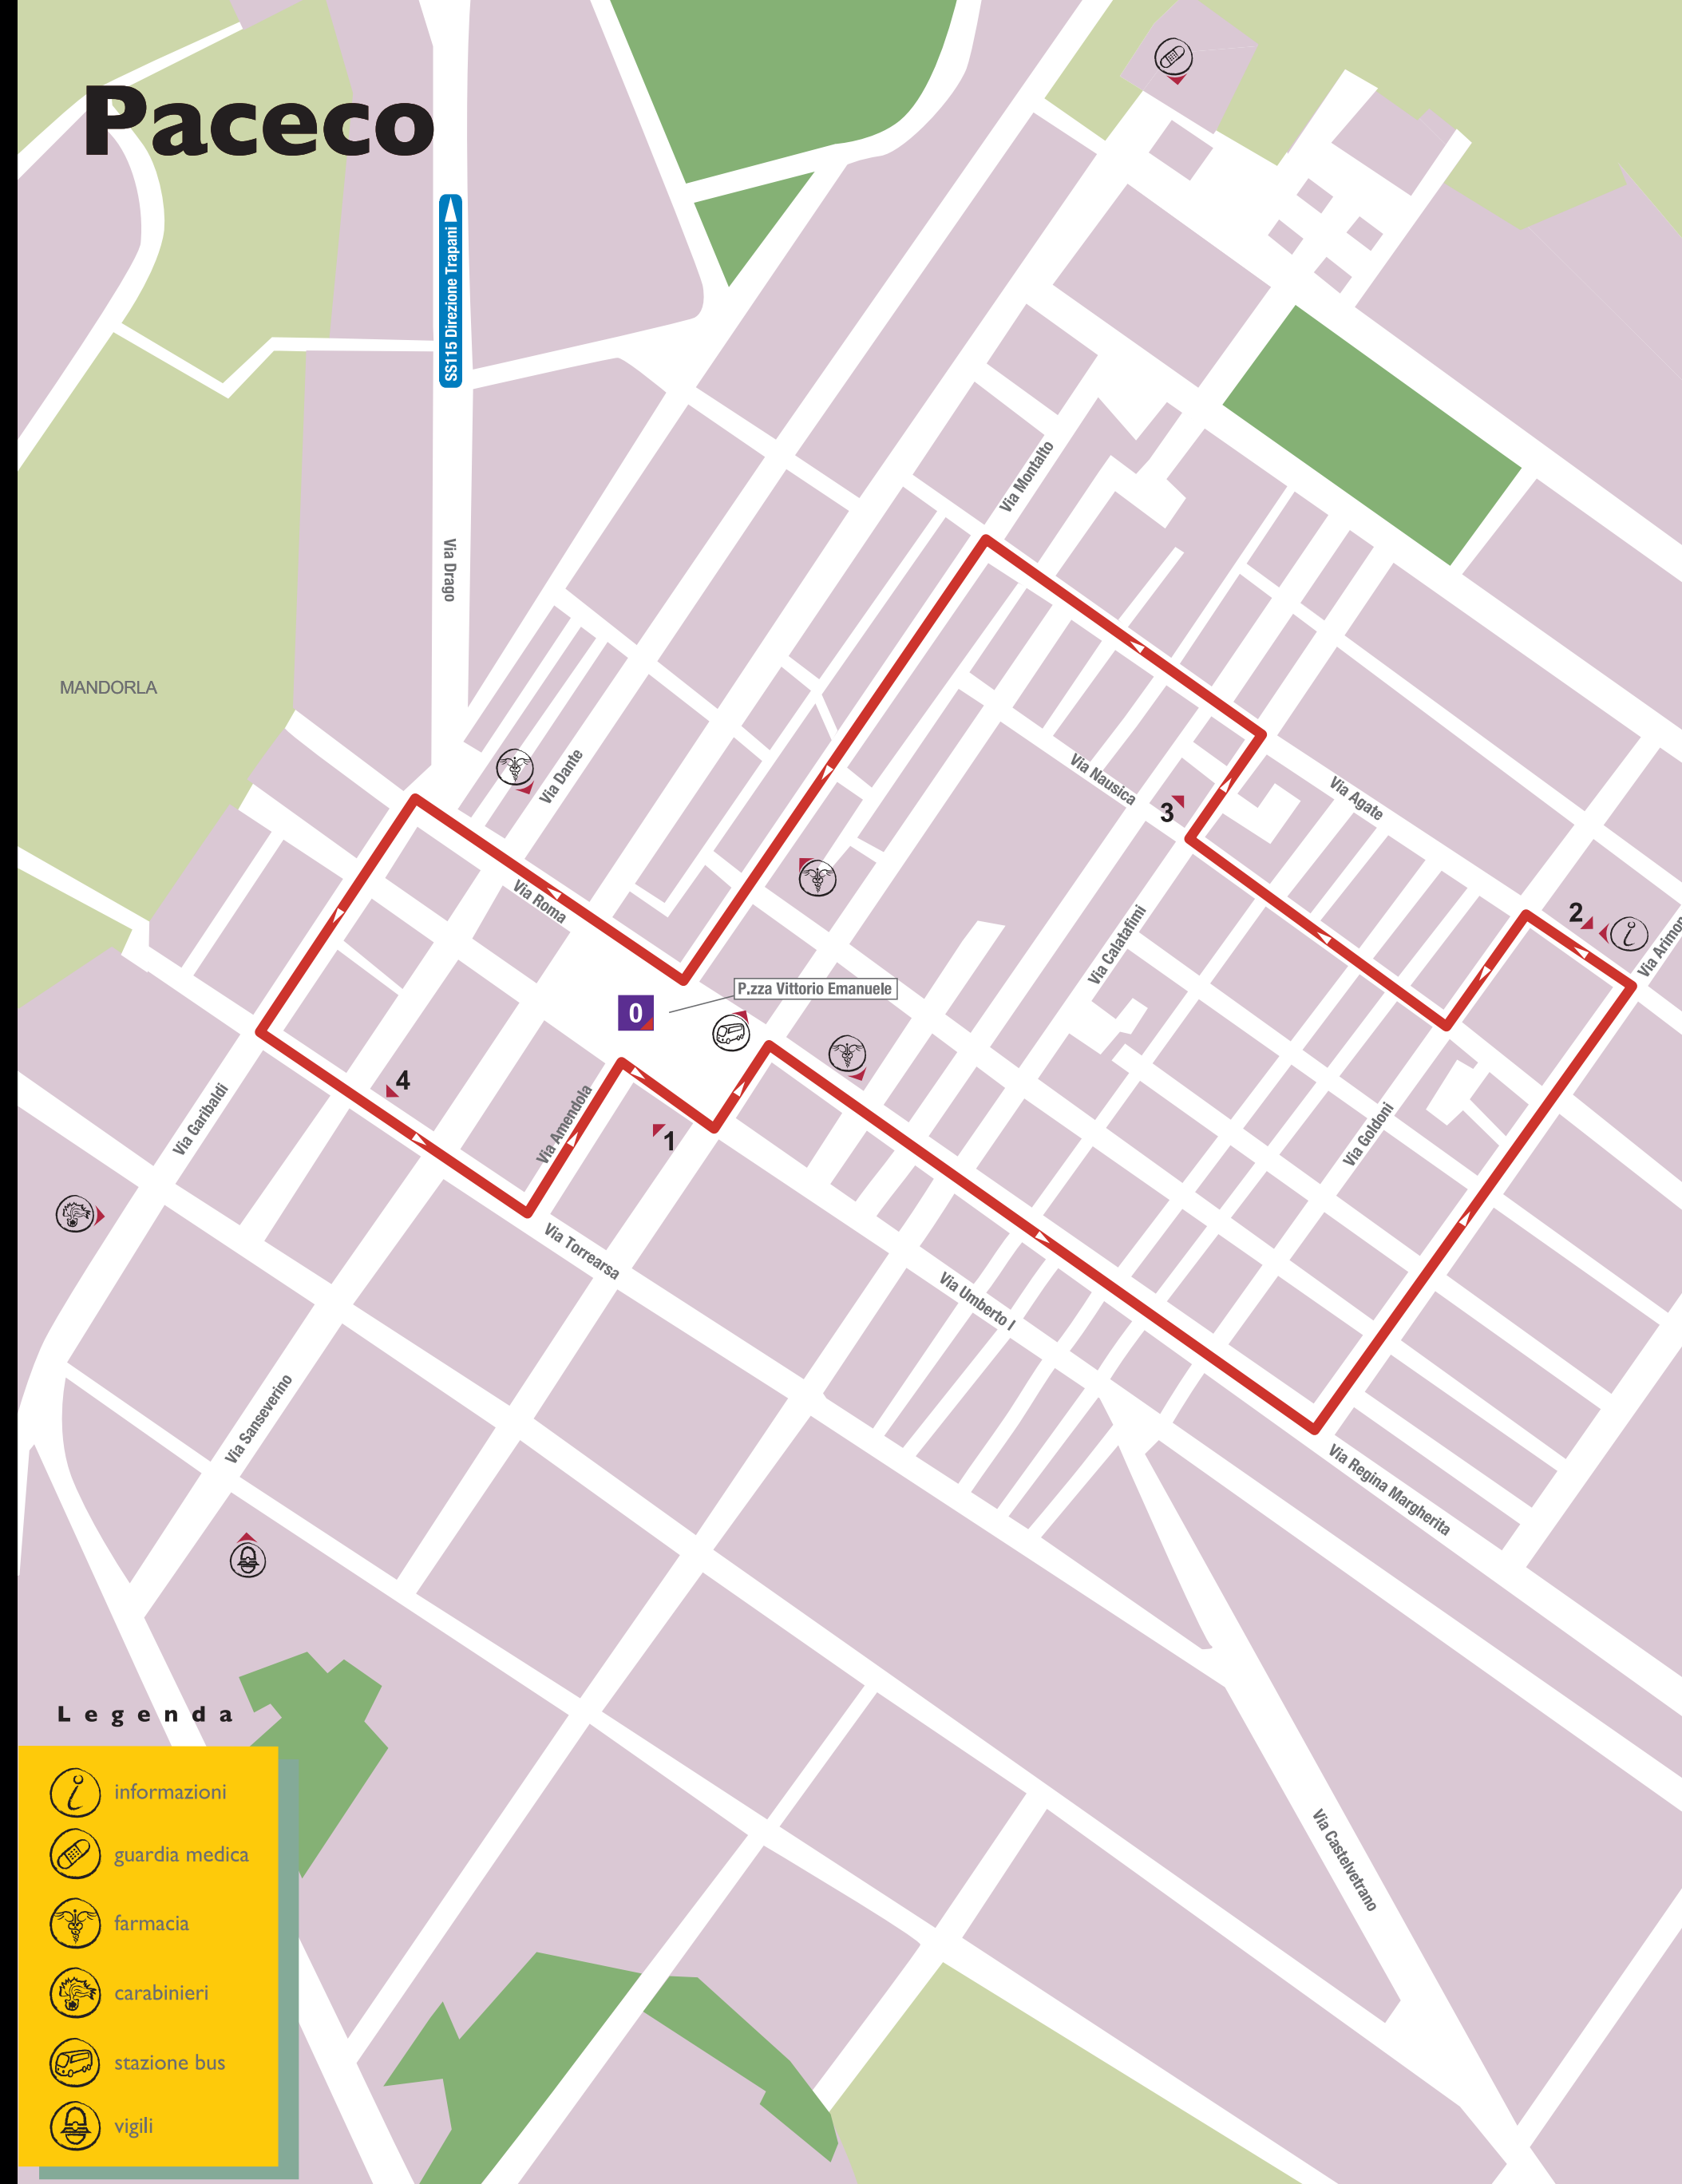 Paceco
SS115 Direzione Trapani
Via Montalto
Via Drago
MANDORLA
Via Dante
Via Nausica
Via Agate
3
Via Roma
2
Via Calatafimi
P.zza Vittorio Emanuele
0
4
Via Garibaldi
Via Amendola
1
Via Goldoni
Via Torrearsa
Via Umberto I
Via Sanseverino
Via Regina Margherita
Via Castelvetrano
Legenda
informazioni
guardia medica
farmacia
carabinieri
stazione bus
vigili